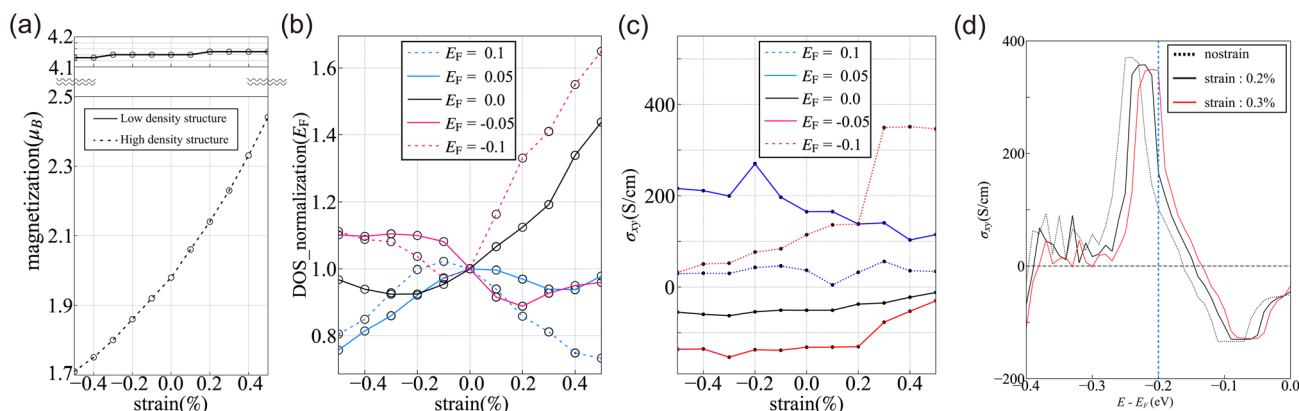 (a)
4.2
4.1
2.5
2.3
2.1
1.9
1.7
magnetization(μB)
Low density structure
High density structure
−0.4 −0.2 0.0 0.2 0.4
strain(%)
(b)
1.6
1.4
1.2
1.0
0.8
DOS_normalization(EF)
EF = 0.1
EF = 0.05
EF = 0.0
EF = -0.05
EF = -0.1
−0.4 −0.2 0.0 0.2 0.4
strain(%)
(c)
400
200
0
σxy(S/cm)
EF = 0.1
EF = 0.05
EF = 0.0
EF = -0.05
EF = -0.1
−0.4 −0.2 0.0 0.2 0.4
strain(%)
(d)
400
200
0
−200
σxy(S/cm)
nostrain
strain : 0.2%
strain : 0.3%
−0.4 −0.3 −0.2 −0.1 0.0
E - EF (eV)